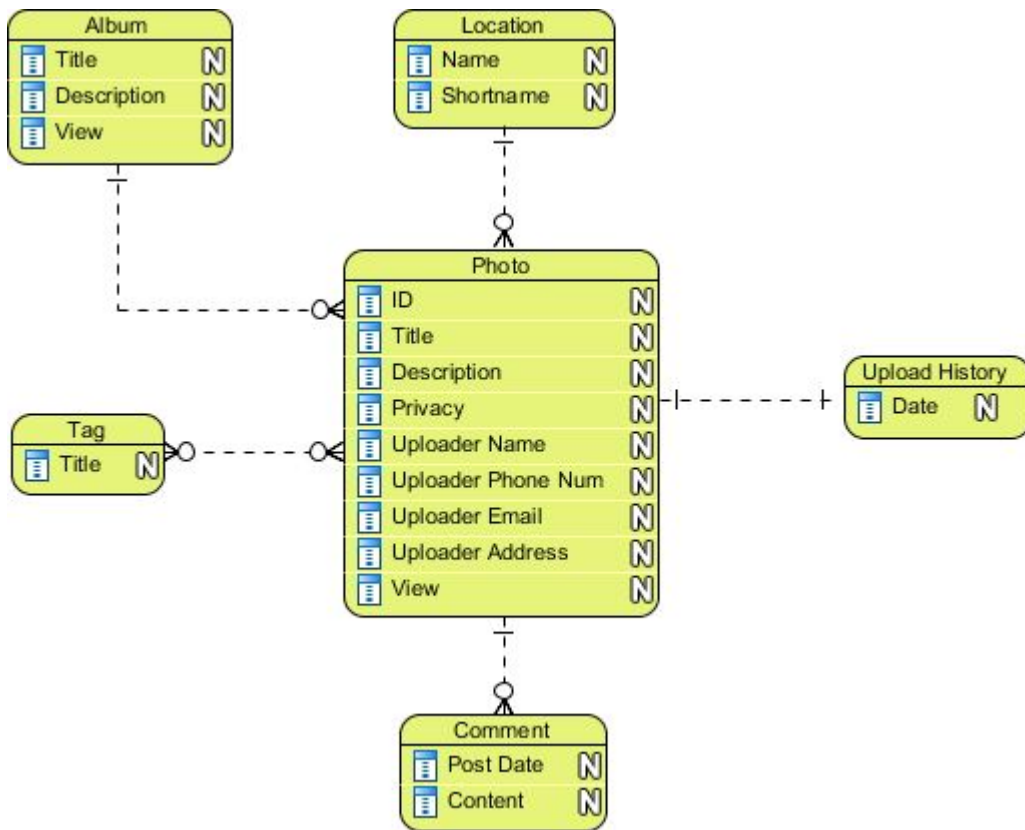 Album
Title N
Description N
View N
Location
Name N
Shortname N
Photo
ID N
Title N
Description N
Privacy N
Uploader Name N
Uploader Phone Num N
Uploader Email N
Uploader Address N
View N
Upload History
Date N
Tag
Title N
Comment
Post Date N
Content N